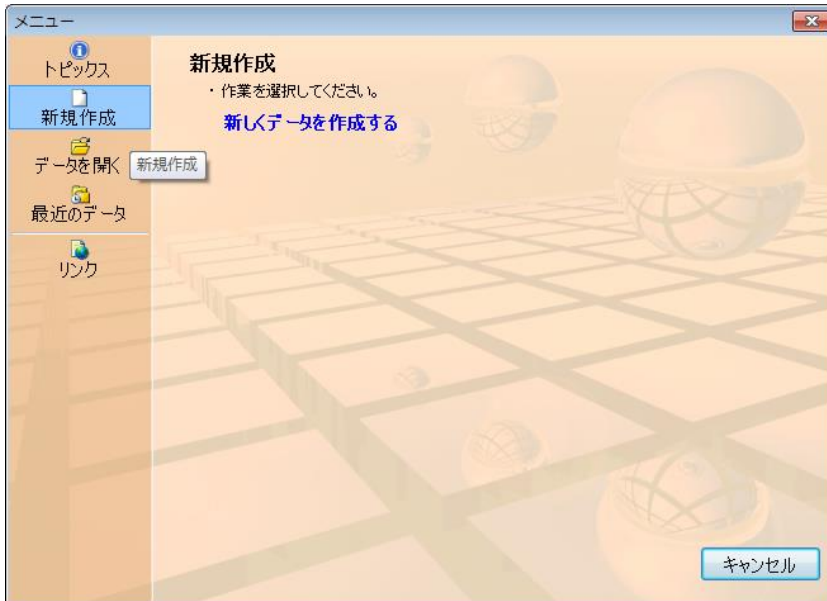 メニュー
トピックス
新規作成
データを開く
最近のデータ
リンク
新規作成
新規作成
・作業を選択してください。
新しくデータを作成する
キャンセル